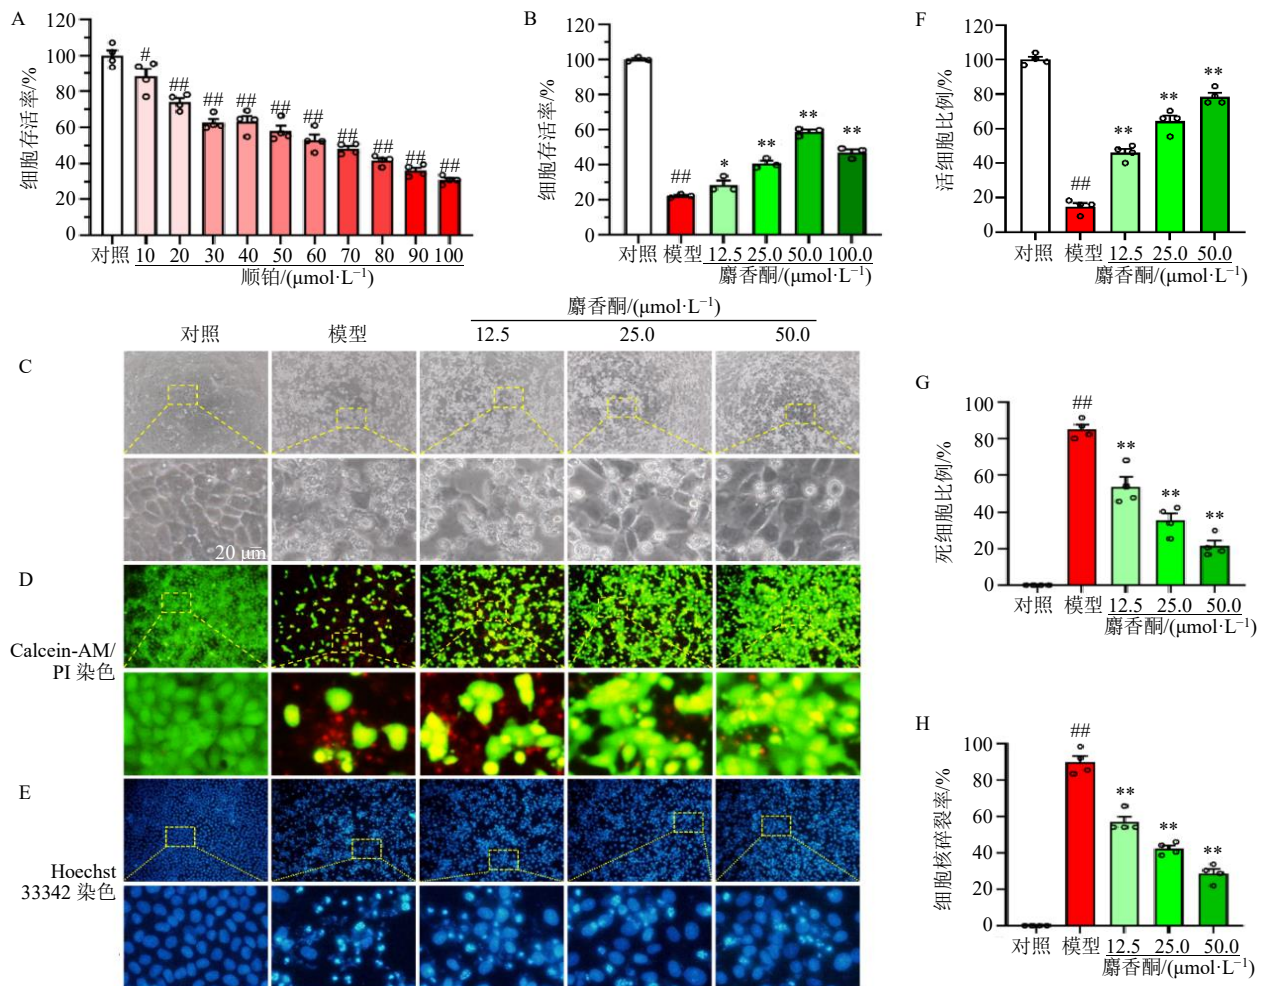 A
120
100
80
60
40
20
0
细胞存活率/%
#
##
##
##
##
##
##
##
##
##
对照 10 20 30 40 50 60 70 80 90 100
顺铂/(μmol·L⁻¹)
B
120
100
80
60
40
20
0
细胞存活率/%
##
*
**
**
**
对照 模型 12.5 25.0 50.0 100.0
麝香酮/(μmol·L⁻¹)
F
120
100
80
60
40
20
0
活细胞比例/%
##
**
**
**
对照 模型 12.5 25.0 50.0
麝香酮/(μmol·L⁻¹)
麝香酮/(μmol·L⁻¹)
对照 模型 12.5 25.0 50.0
C
20 μm
D
Calcein-AM/
PI 染色
E
Hoechst
33342 染色
G
100
80
60
40
20
0
死细胞比例/%
##
**
**
**
对照 模型 12.5 25.0 50.0
麝香酮/(μmol·L⁻¹)
H
100
80
60
40
20
0
细胞核碎裂率/%
##
**
**
**
对照 模型 12.5 25.0 50.0
麝香酮/(μmol·L⁻¹)